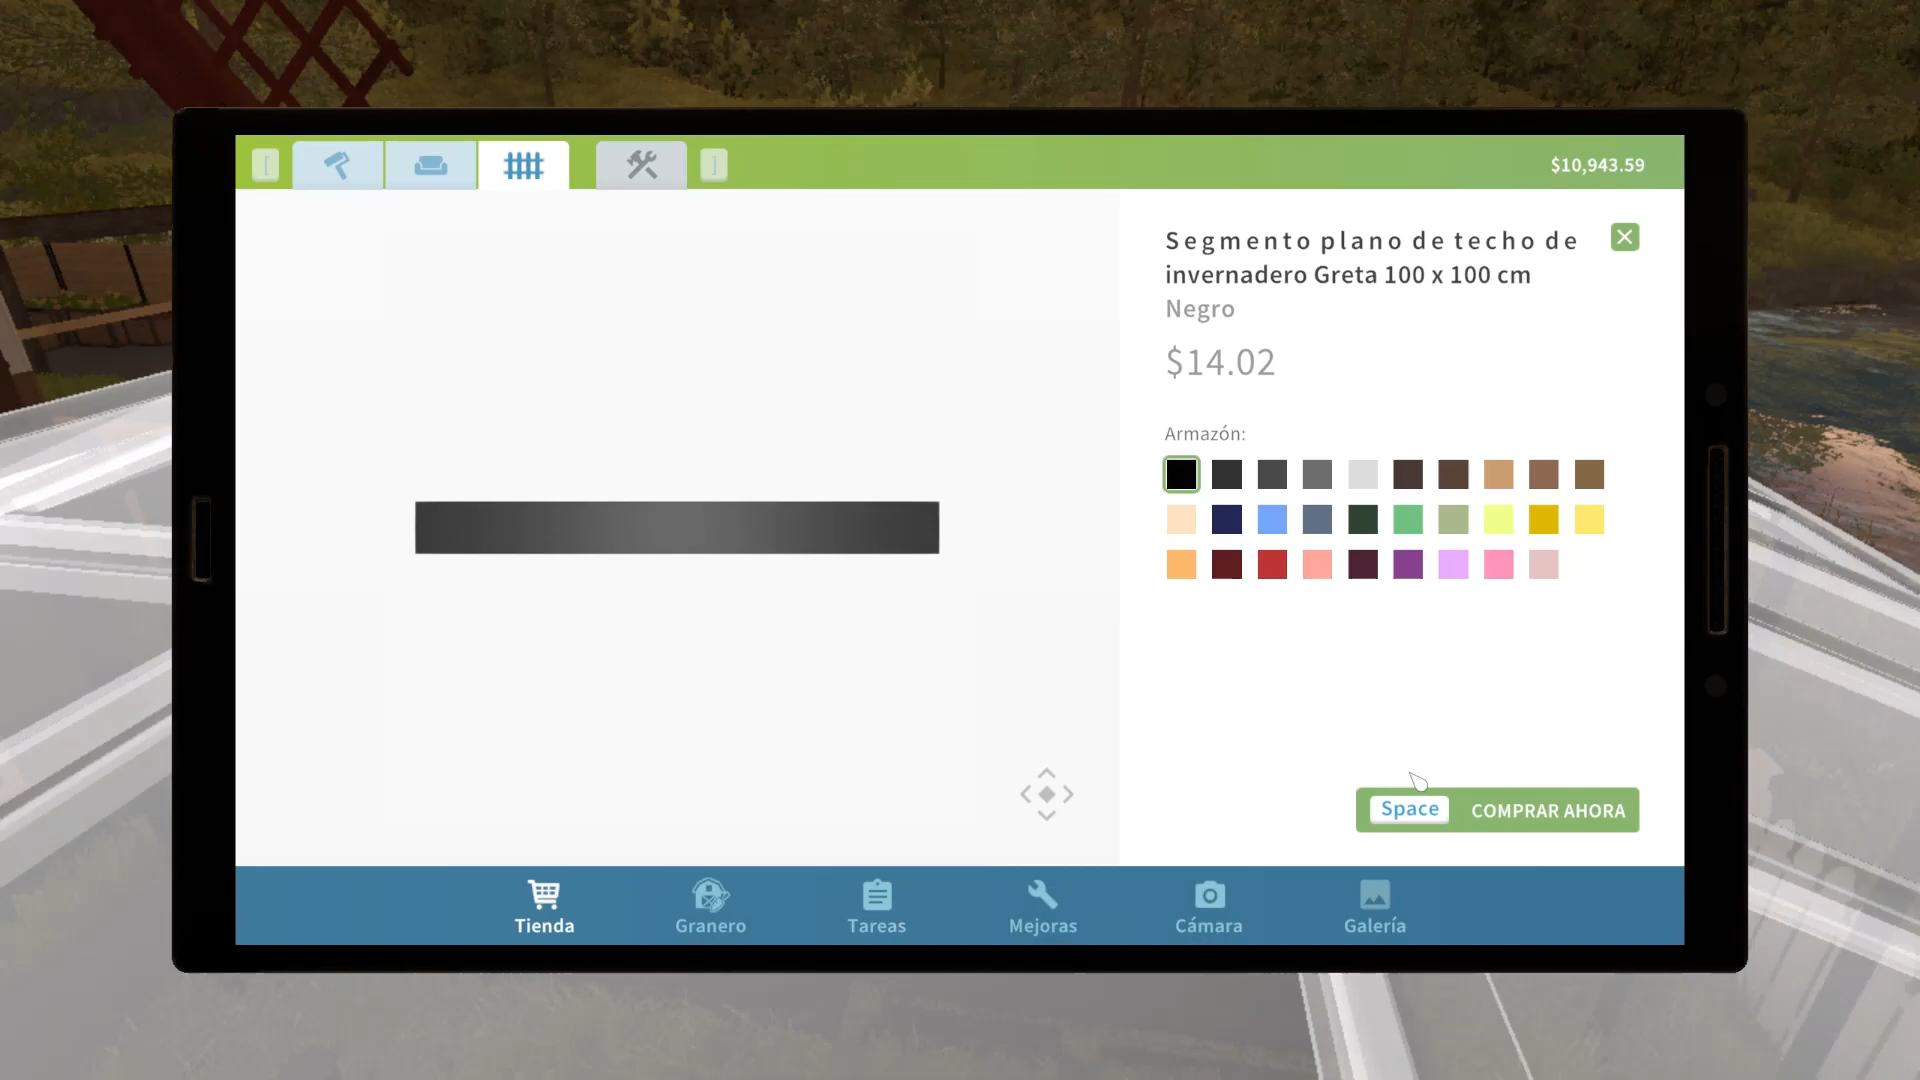 [
]
$10,943.59
Segmento plano de techo de
invernadero Greta 100 x 100 cm
Negro
$14.02
Armazón:
Space COMPRAR AHORA
Tienda
Granero
Tareas
Mejoras
Cámara
Galería